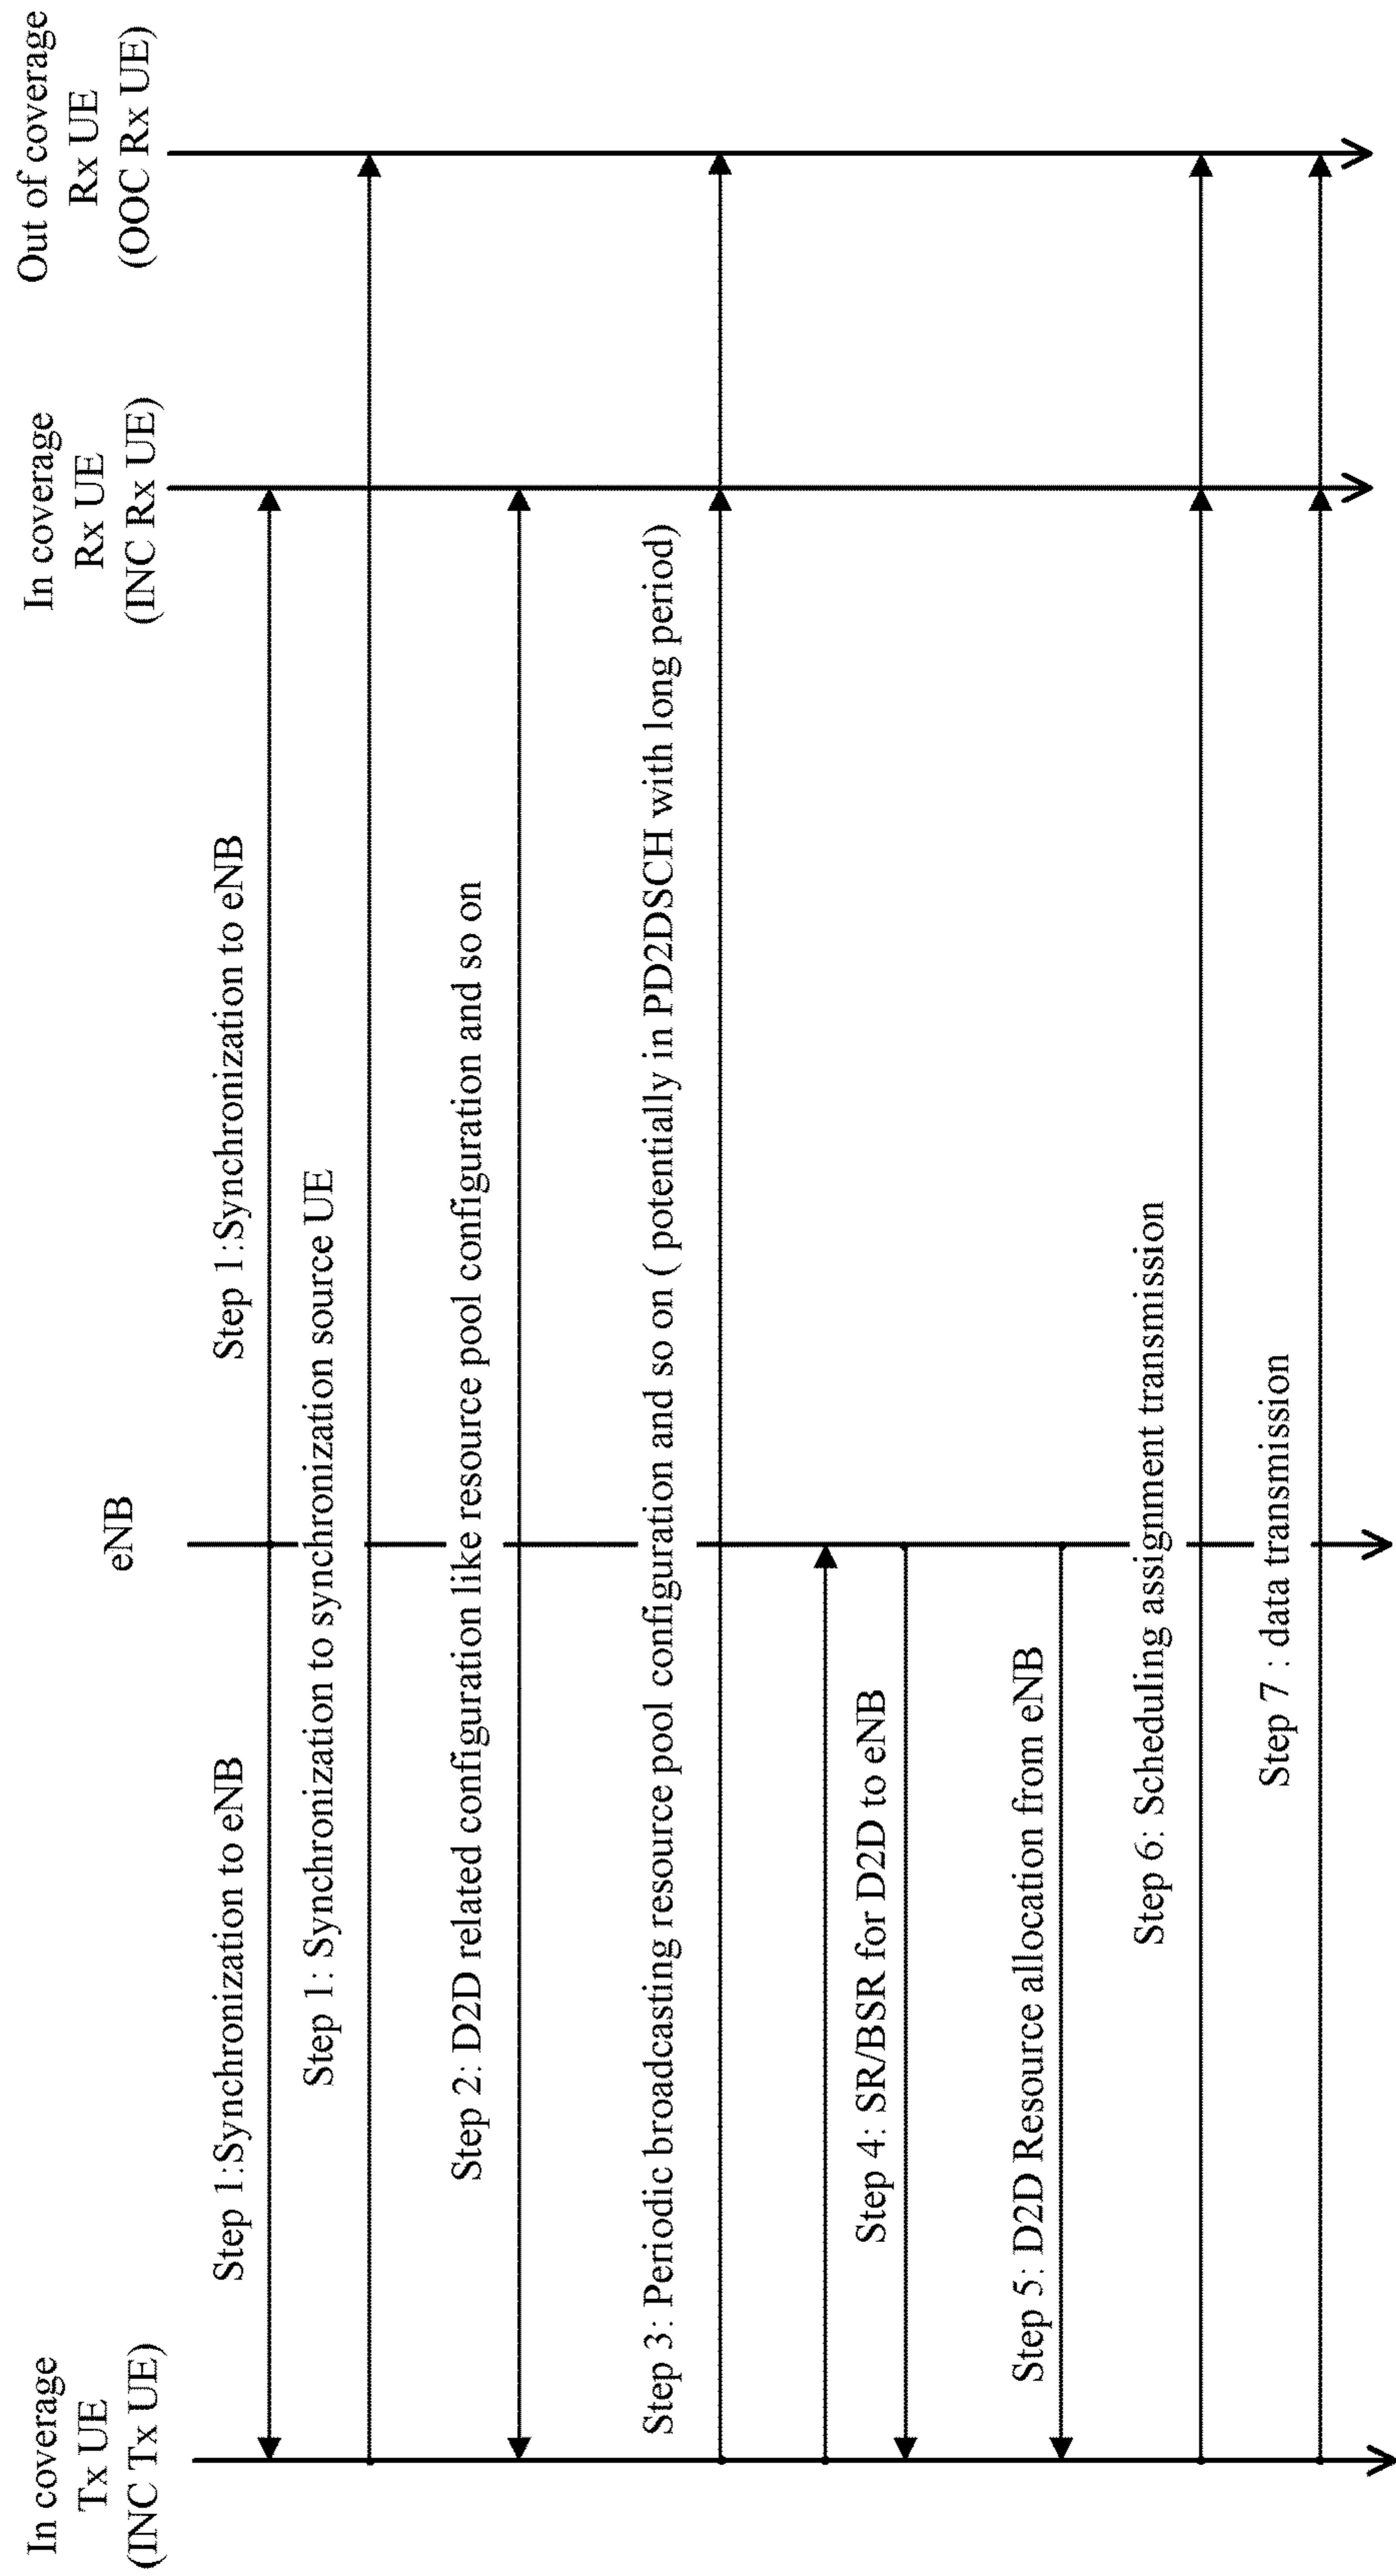 In coverage
Tx UE
(INC Tx UE)
eNB
In coverage
Rx UE
(INC Rx UE)
Out of coverage
Rx UE
(OOC Rx UE)
Step 1:Synchronization to eNB
Step 1:Synchronization to eNB
Step 1: Synchronization to synchronization source UE
Step 2: D2D related configuration like resource pool configuration and so on
Step 3: Periodic broadcasting resource pool configuration and so on ( potentially in PD2DSCH with long period)
Step 4: SR/BSR for D2D to eNB
Step 5: D2D Resource allocation from eNB
Step 6: Scheduling assignment transmission
Step 7 : data transmission